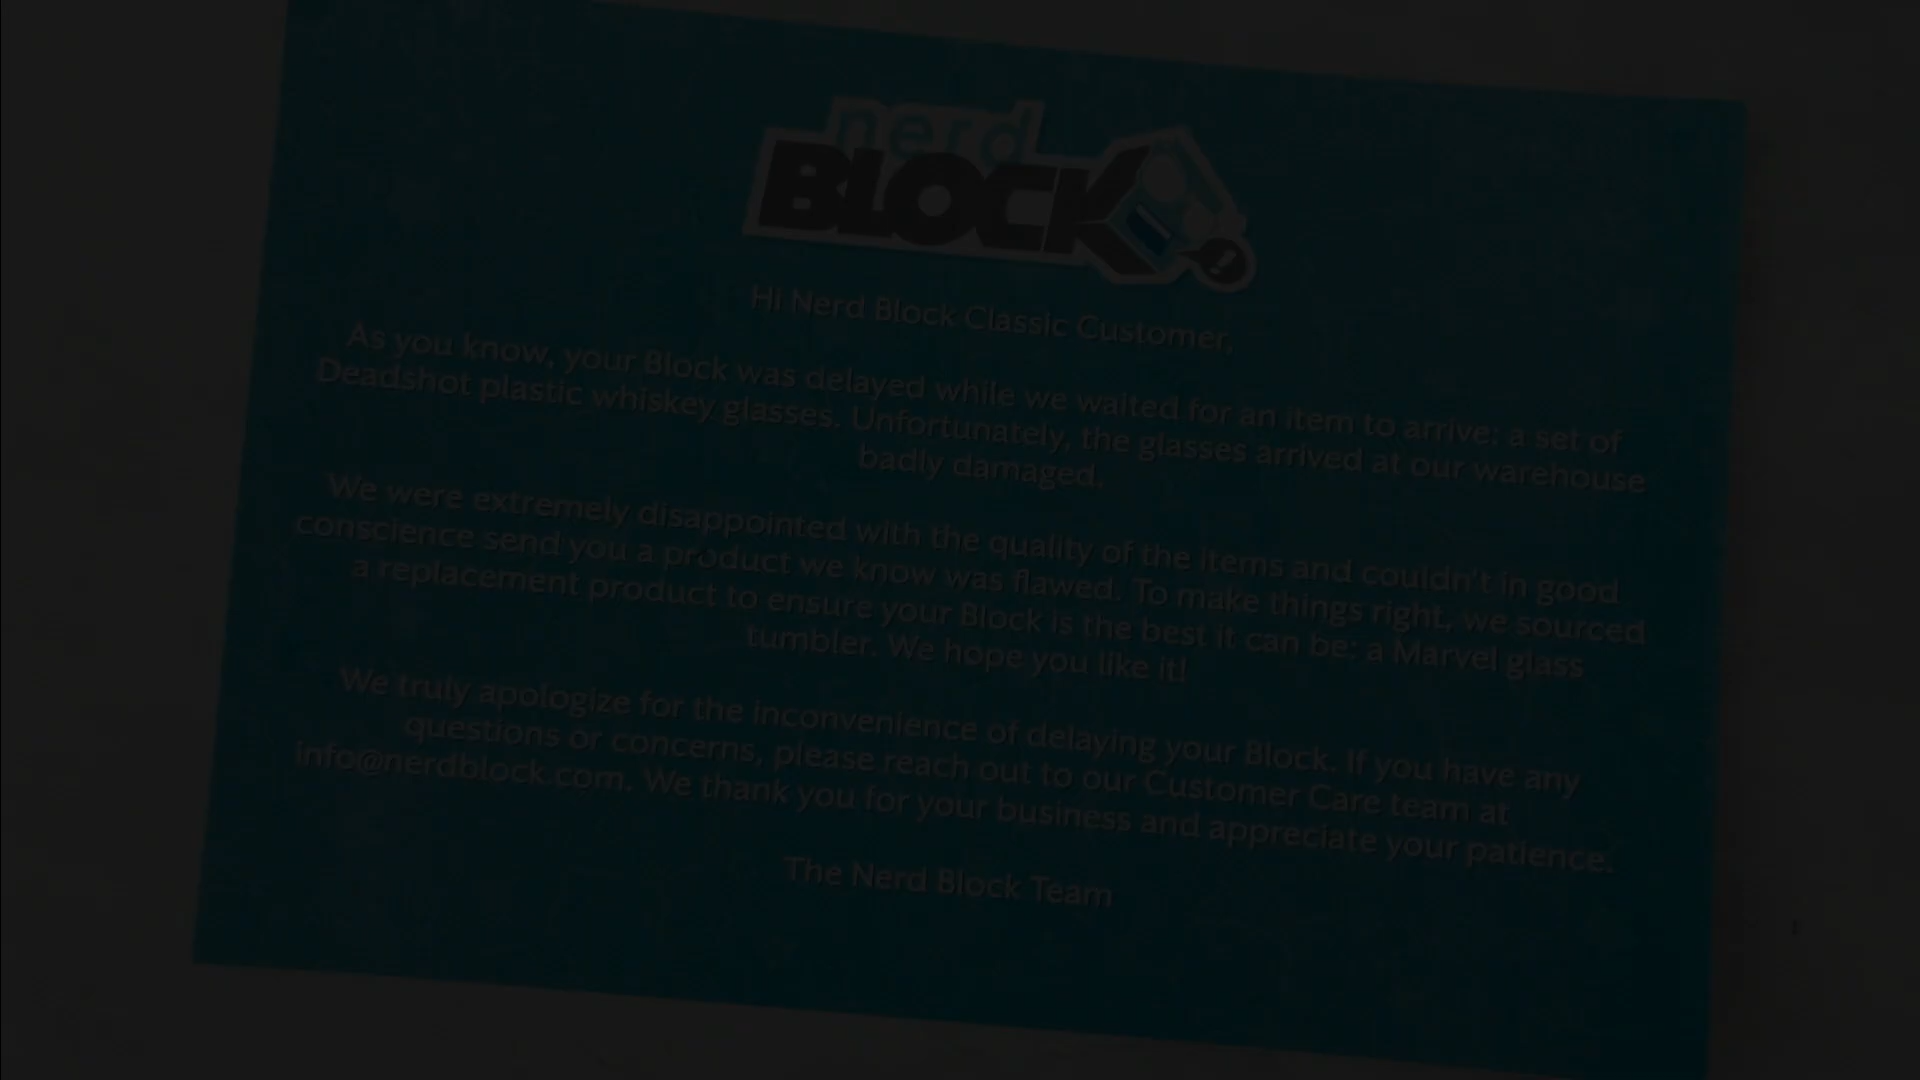 nerd
BLOCK
Hi Nerd Block Classic Customer,
As you know, your Block was delayed while we waited for an item to arrive: a set of
Deadshot plastic whiskey glasses. Unfortunately, the glasses arrived at our warehouse
badly damaged.
We were extremely disappointed with the quality of the items and couldn't in good
conscience send you a product we know was flawed. To make things right, we sourced
a replacement product to ensure your Block is the best it can be: a Marvel glass
tumbler. We hope you like it!
We truly apologize for the inconvenience of delaying your Block. If you have any
questions or concerns, please reach out to our Customer Care team at
info@nerdblock.com. We thank you for your business and appreciate your patience.
The Nerd Block Team